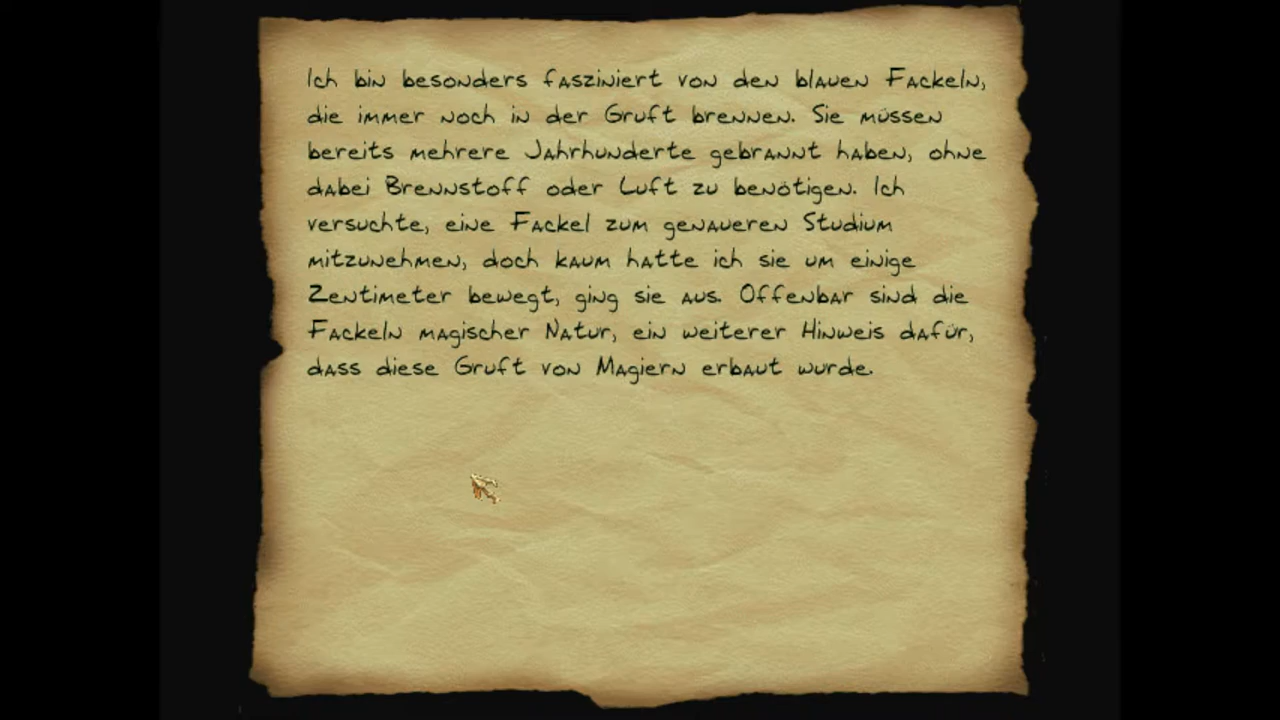 Ich bin besonders fasziniert von den blauen Fackeln,
die immer noch in der Gruft brennen. Sie müssen
bereits mehrere Jahrhunderte gebrannt haben, ohne
dabei Brennstoff oder Luft zu benötigen. Ich
versuchte, eine Fackel zum genaueren Studium
mitzunehmen, doch kaum hatte ich sie um einige
Zentimeter bewegt, ging sie aus. Offenbar sind die
Fackeln magischer Natur, ein weiterer Hinweis dafür,
dass diese Gruft von Magiern erbaut wurde.